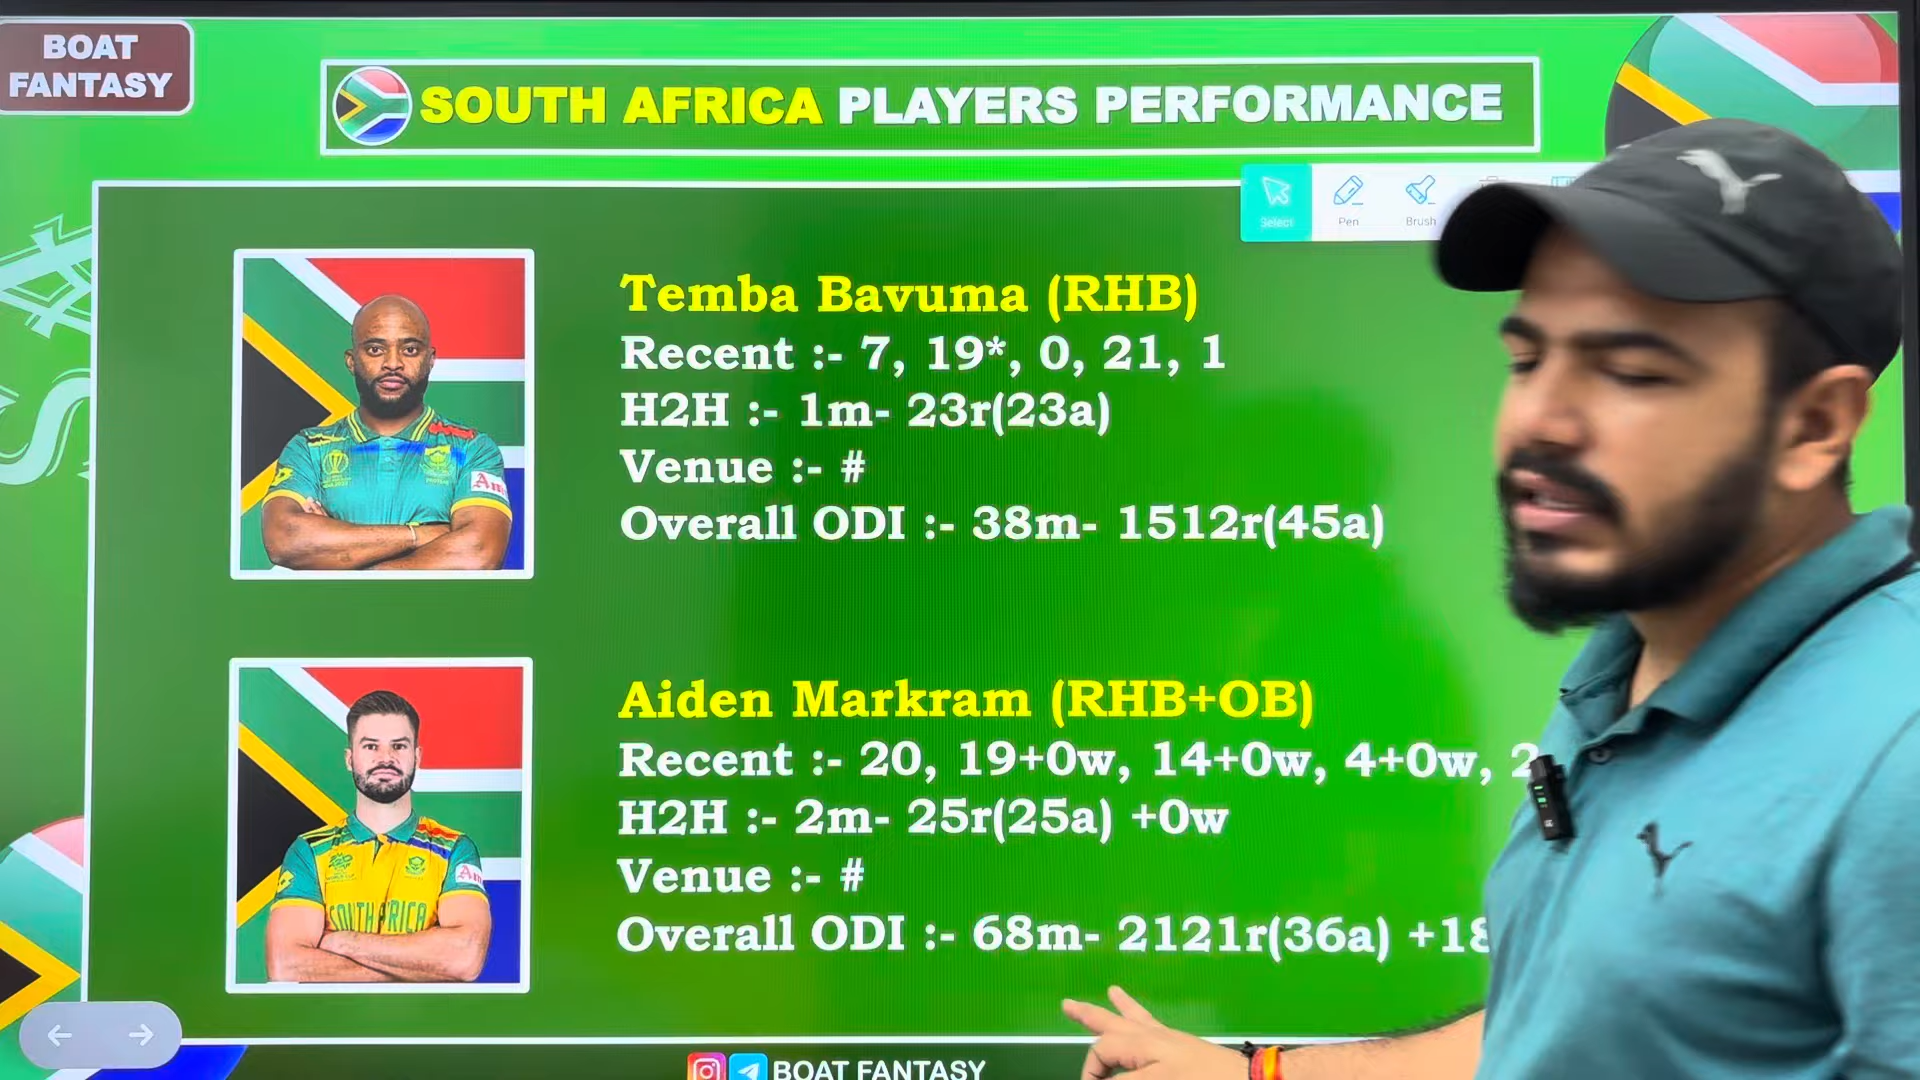 BOAT
FANTASY
SOUTH AFRICA PLAYERS PERFORMANCE
Select
Pen
Brush
Temba Bavuma (RHB)
Recent :- 7, 19*, 0, 21, 1
H2H :- 1m- 23r(23a)
Venue :- #
Overall ODI :- 38m- 1512r(45a)
Aiden Markram (RHB+OB)
Recent :- 20, 19+0w, 14+0w, 4+0w, 2
H2H :- 2m- 25r(25a) +0w
Venue :- #
Overall ODI :- 68m- 2121r(36a) +18
BOAT FANTASY